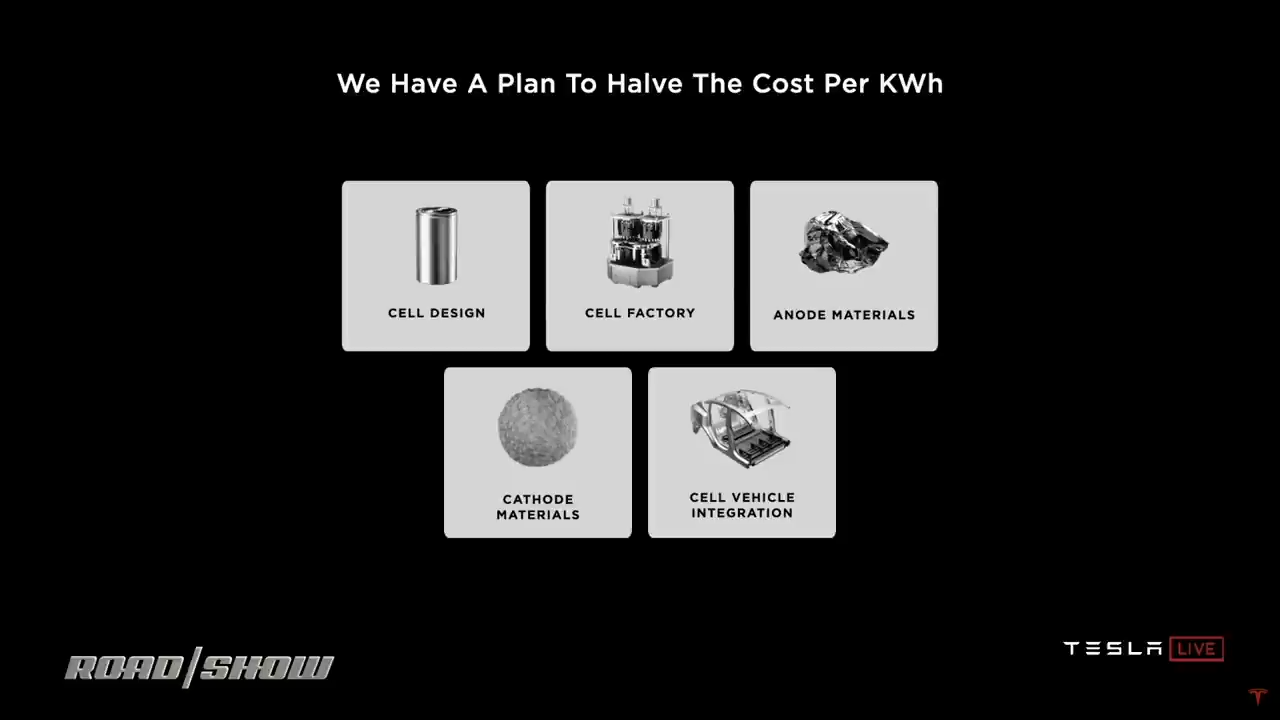 We Have A Plan To Halve The Cost Per KWh
CELL DESIGN
CELL FACTORY
ANODE MATERIALS
CATHODE
MATERIALS
CELL VEHICLE
INTEGRATION
ROAD/SHOW
TESLA LIVE